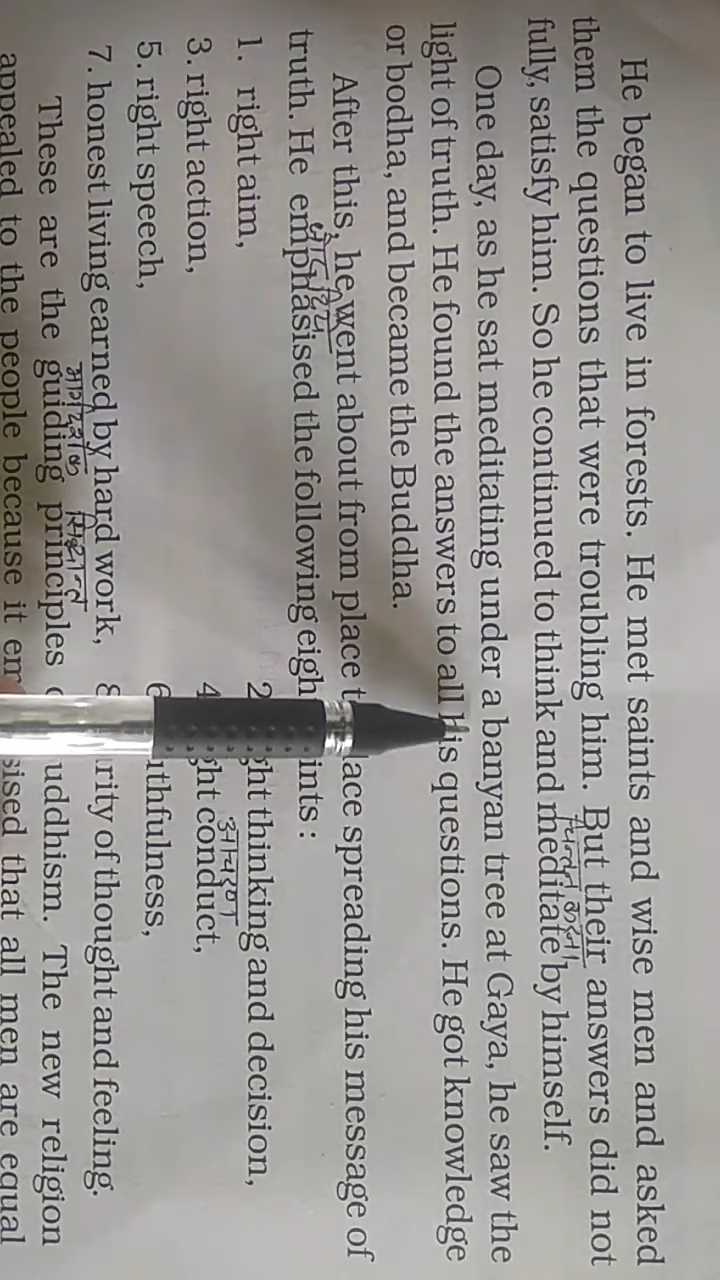 He began to live in forests. He met saints and wise men and asked
them the questions that were troubling him. But their answers did not
चिन्तन करना
fully, satisfy him. So he continued to think and meditate by himself.
One day, as he sat meditating under a banyan tree at Gaya, he saw the
light of truth. He found the answers to all his questions. He got knowledge
or bodha, and became the Buddha.
After this, he went about from place t lace spreading his message of
truth. He emphasised the following eigh ints :
1. right aim, 2 ght thinking and decision,
आचरण
3. right action, 4 ght conduct,
5. right speech, 6 uthfulness,
7. honest living earned by hard work, 8 rity of thought and feeling.
मार्गदर्शक सिद्धान्त
These are the guiding principles uddhism. The new religion
appealed to the people because it em sised that all men are equal